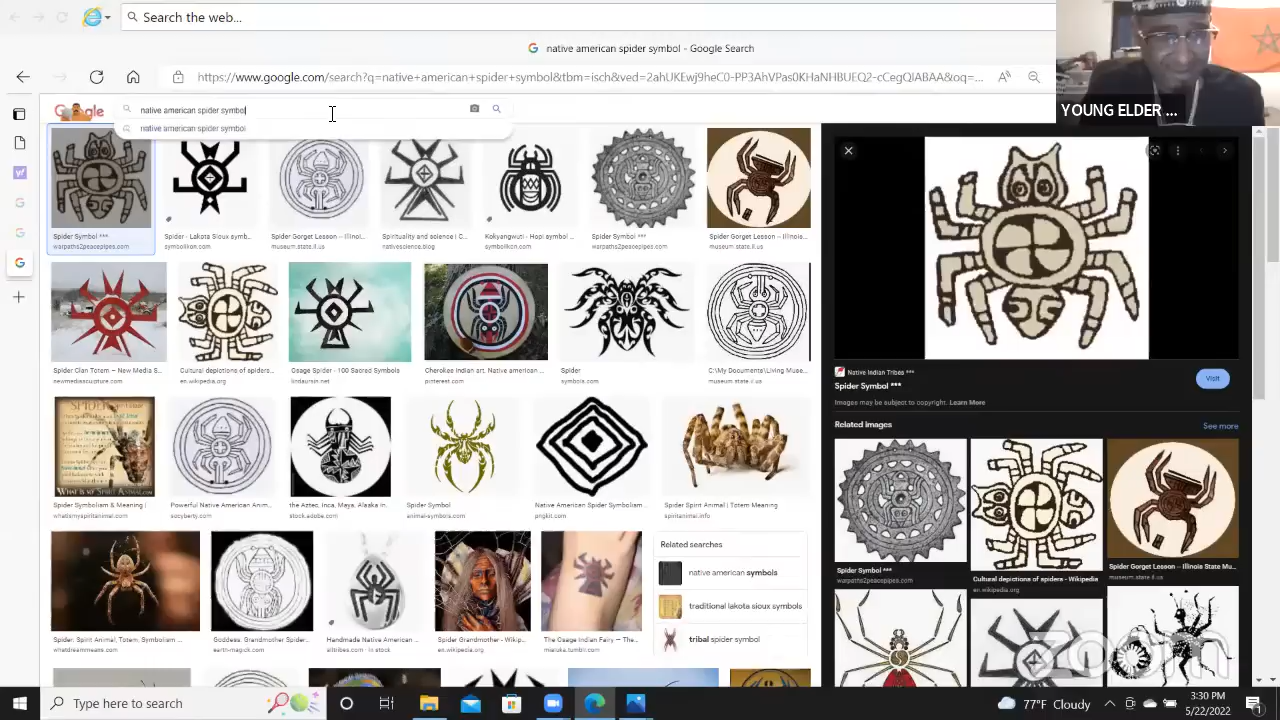 Search the web...
native american spider symbol - Google Search
https://www.google.com/search?q=native+american+spider+symbol&tbm=isch&ved=2ahUKEwj9heC0-PP3AhVPas0KHaNHBUEQ2-cCegQIABAA&oq=...
YOUNG ELDER ...
Google
native american spider symbol
native american spider symbol
Spider Symbol ***
warpaths2peacepipes.com
Spider - Lakota Sioux symb...
symbolikon.com
Spider Gorget Lesson -- Illinois...
museum.state.il.us
Spirituality and science | C...
nativescience.blog
Kokyangwuti - Hopi symbol ...
symbolikon.com
Spider Symbol ***
warpaths2peacepipes.com
Spider Gorget Lesson -- Illinois...
museum.state.il.us
Spider Clan Totem – New Media S...
newmediasculpture.com
Cultural depictions of spiders...
en.wikipedia.org
Osage Spider - 100 Sacred Symbols
lindaursin.net
Cherokee Indian art, Native american ...
pinterest.com
Spider
symbols.com
C:\My Documents\Living Muse...
museum.state.il.us
SPIDER
WHAT IS MY SPIRIT ANIMAL.COM
Spider Symbolism & Meaning |
whatismyspiritanimal.com
Powerful Native American Anim...
socyberty.com
the Aztec, Inca, Maya, Alaska In...
stock.adobe.com
Spider Symbol
animal-symbols.com
Native American Spider Symbolism...
pngkit.com
Spider Spirit Animal | Totem Meaning
spiritanimal.info
Spider: Spirit Animal, Totem, Symbolism ...
whatdreammeans.com
Goddess: Grandmother Spider...
earth-magick.com
Handmade Native American ...
alltribes.com · In stock
Spider Grandmother - Wikip...
en.wikipedia.org
The Osage Indian Fairy — The...
mialuka.tumblr.com
Related searches
native american symbols
traditional lakota sioux symbols
tribal spider symbol
Native Indian Tribes ***
Spider Symbol ***
Visit
Images may be subject to copyright. Learn More
Related images
See more
Spider Symbol ***
warpaths2peacepipes.com
Cultural depictions of spiders - Wikipedia
en.wikipedia.org
Spider Gorget Lesson -- Illinois State Mu...
museum.state.il.us
zoom
Type here to search
77°F Cloudy
3:30 PM
5/22/2022
1